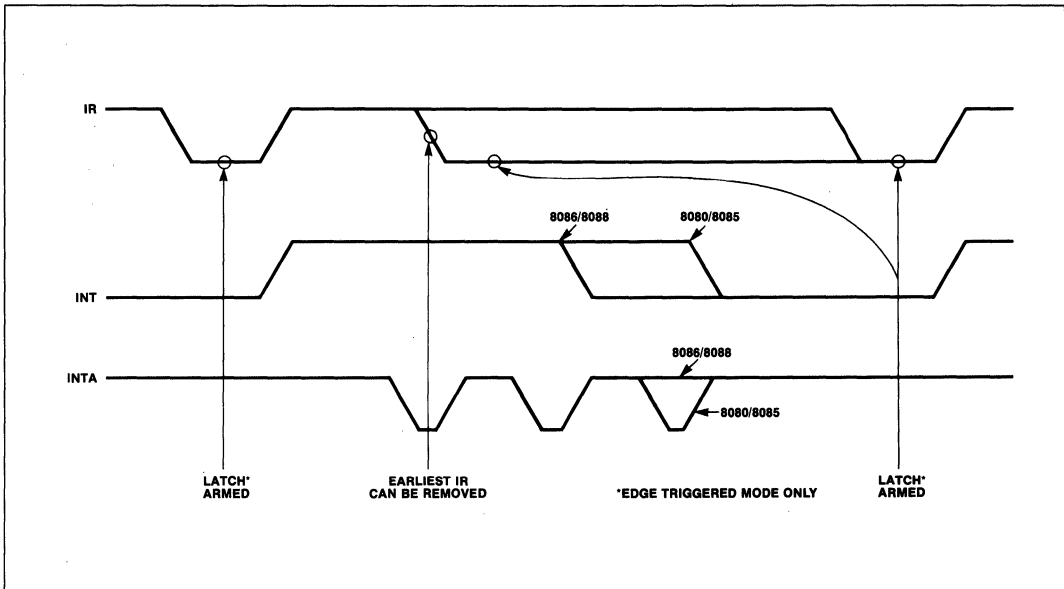 IR
8086/8088
8080/8085
INT
8086/8088
INTA
8080/8085
LATCH*
ARMED
EARLIEST IR
CAN BE REMOVED
*EDGE TRIGGERED MODE ONLY
LATCH*
ARMED